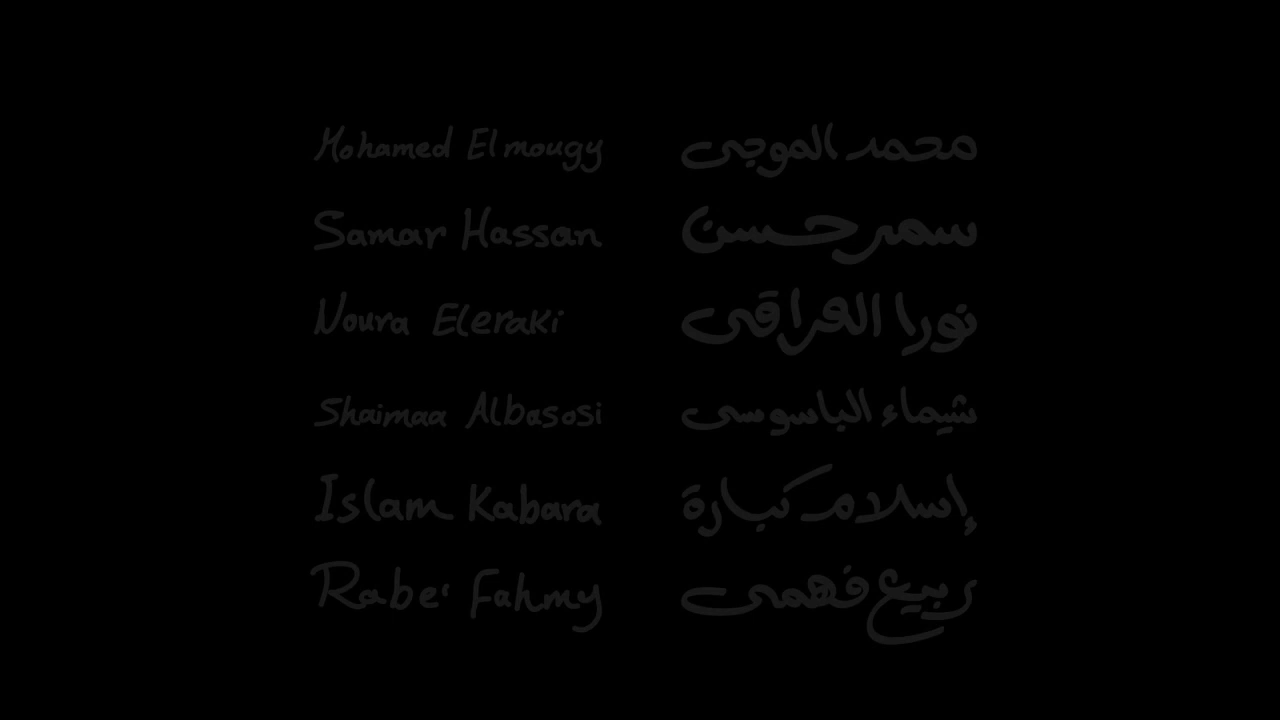 Mohamed Elmougy محمد الموجى
Samar Hassan سمر حسن
Noura Eleraki نورا العراقى
Shaimaa Albasosi شيماء الباسوسى
Islam Kabara إسلام كبارة
Rabe' Fahmy ربيع فهمى